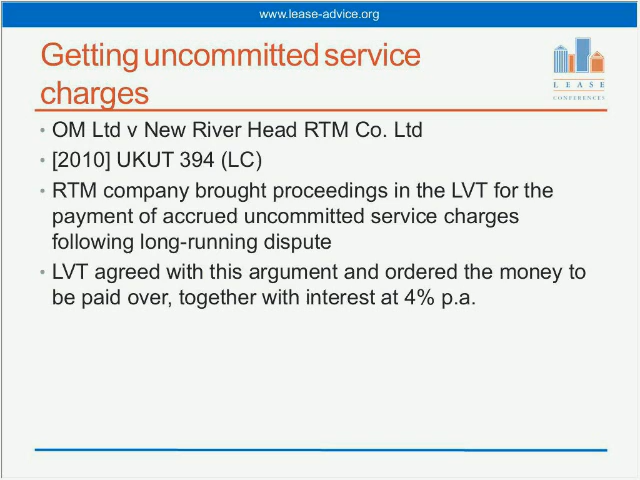 www.lease-advice.org
Getting uncommitted service
charges
LEASE
CONFERENCES
• OM Ltd v New River Head RTM Co. Ltd
• [2010] UKUT 394 (LC)
• RTM company brought proceedings in the LVT for the
payment of accrued uncommitted service charges
following long-running dispute
• LVT agreed with this argument and ordered the money to
be paid over, together with interest at 4% p.a.